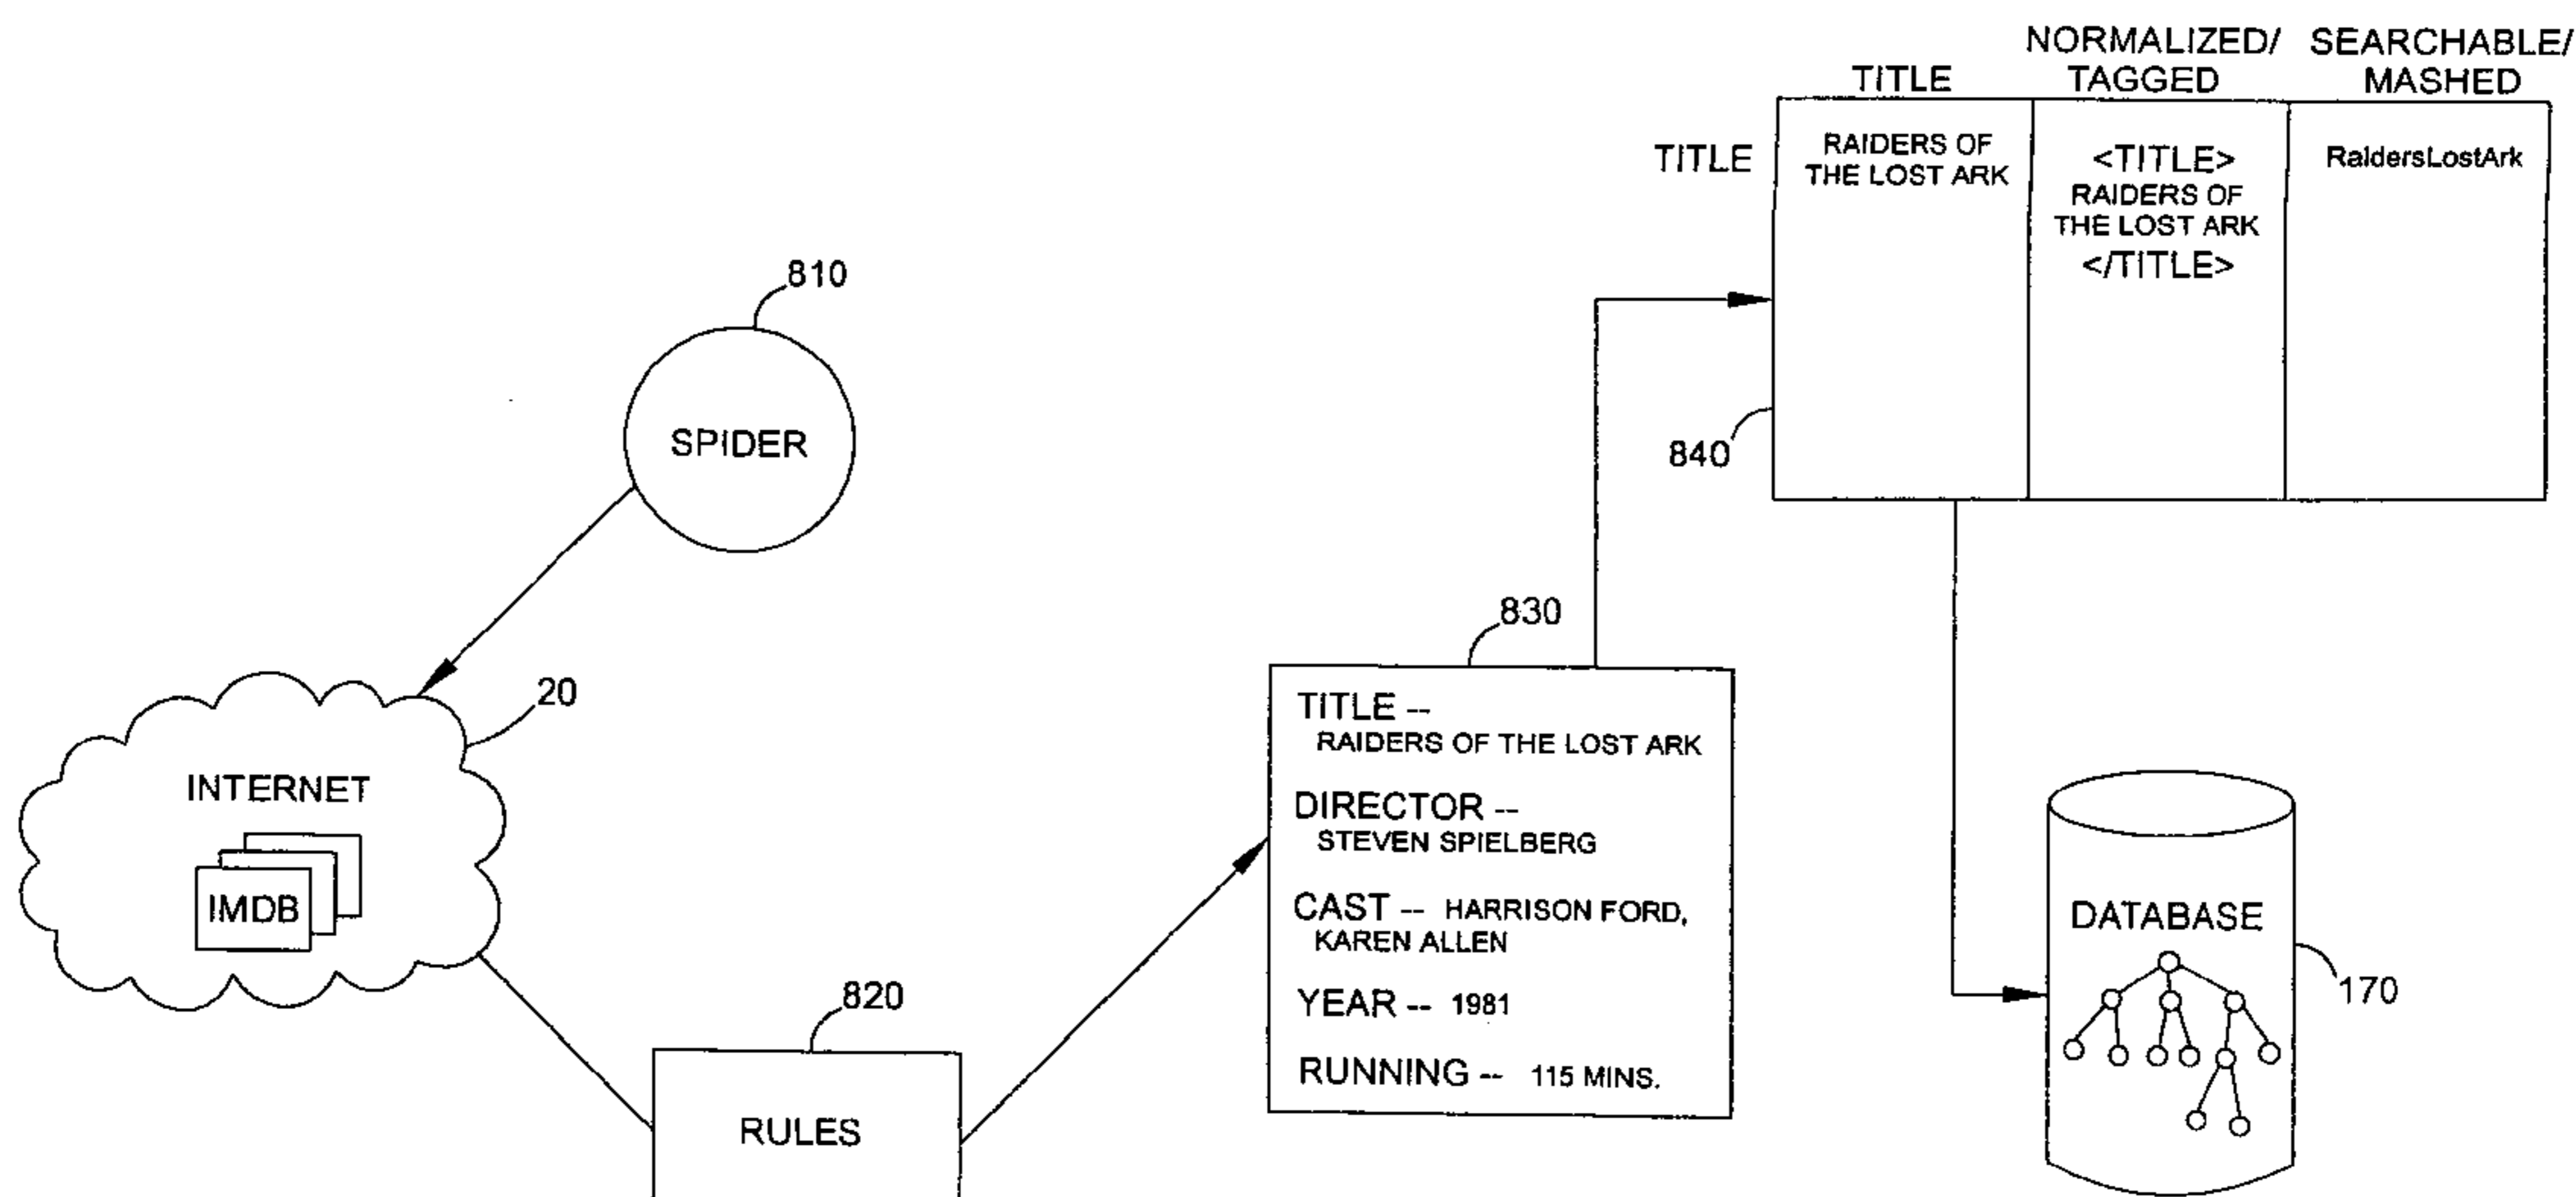 NORMALIZED/ SEARCHABLE/
TITLE TAGGED MASHED
TITLE
RAIDERS OF
THE LOST ARK
<TITLE>
RAIDERS OF
THE LOST ARK
</TITLE>
RaidersLostArk
840
810
SPIDER
20
INTERNET
IMDB
820
RULES
830
TITLE --
RAIDERS OF THE LOST ARK
DIRECTOR --
STEVEN SPIELBERG
CAST -- HARRISON FORD,
KAREN ALLEN
YEAR -- 1981
RUNNING -- 115 MINS.
DATABASE
170